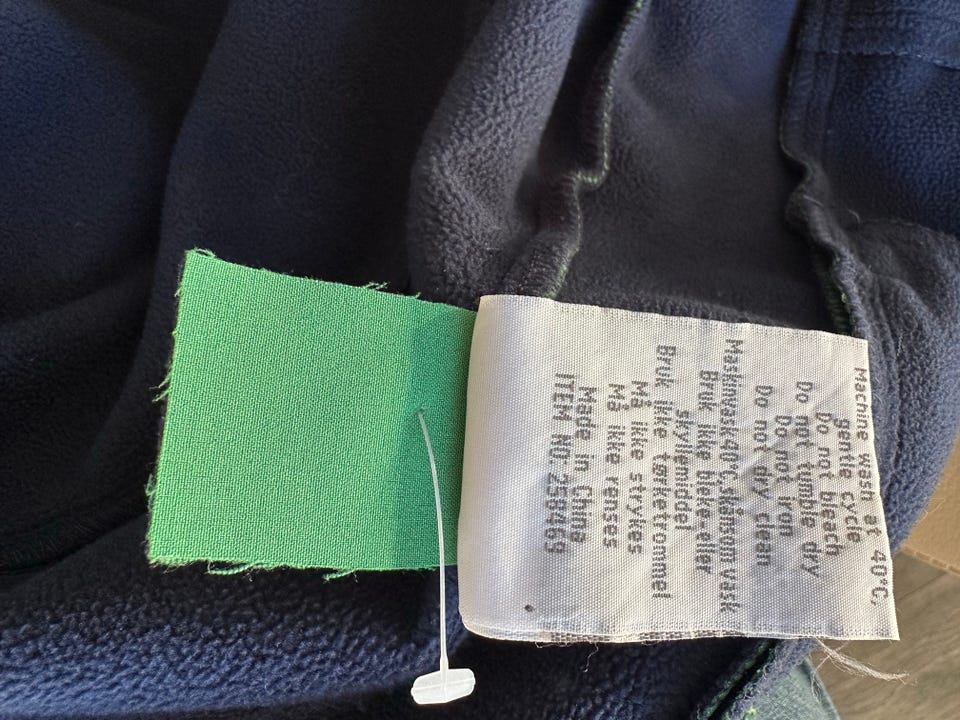 Machine wash at 40°C,
gentle cycle
Do not bleach
Do not tumble dry
Do not iron
Do not dry clean
Maskinvask 40°C,skånsom vask
Bruk ikke bleke-eller
skyllemiddel
Bruk ikke tørketrommel
Må ikke strykes
Må ikke renses
Made in China
ITEM NO: 258469